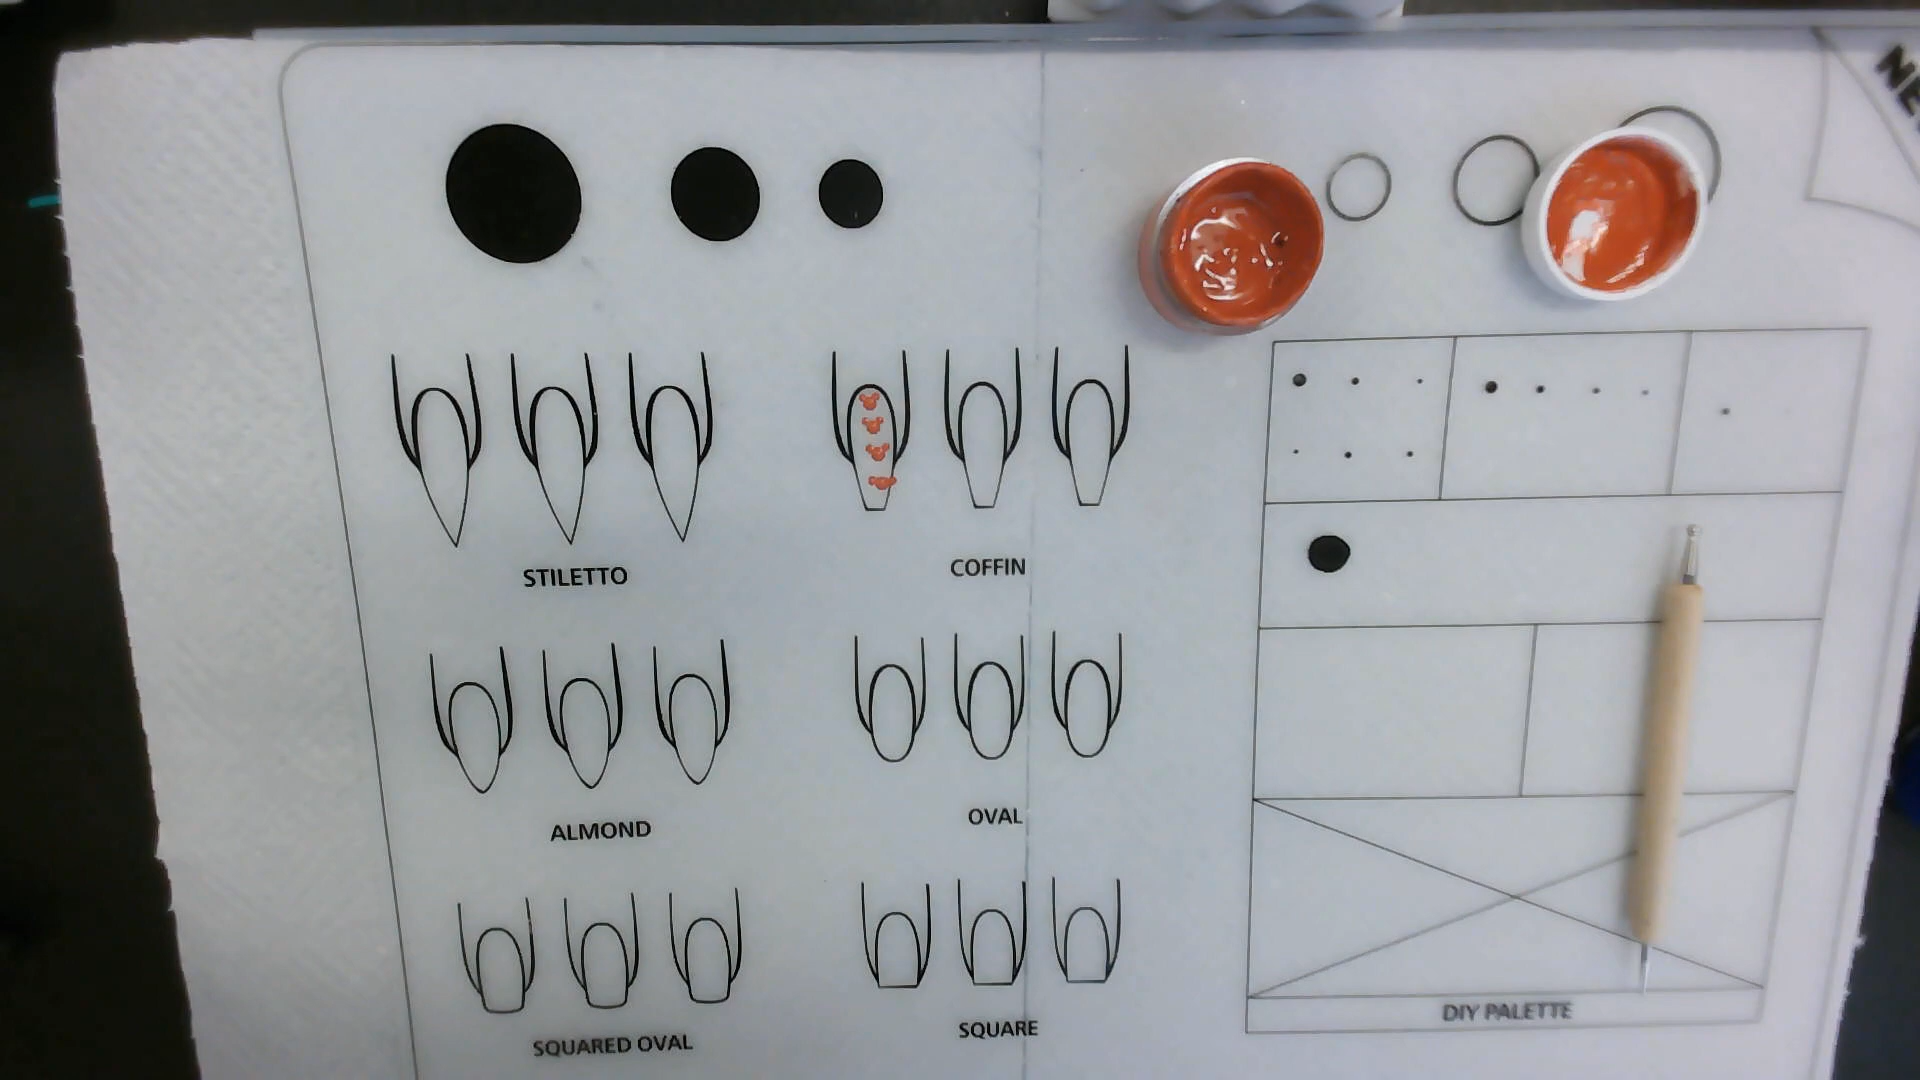 STILETTO
COFFIN
ALMOND
OVAL
SQUARED OVAL
SQUARE
DIY PALETTE